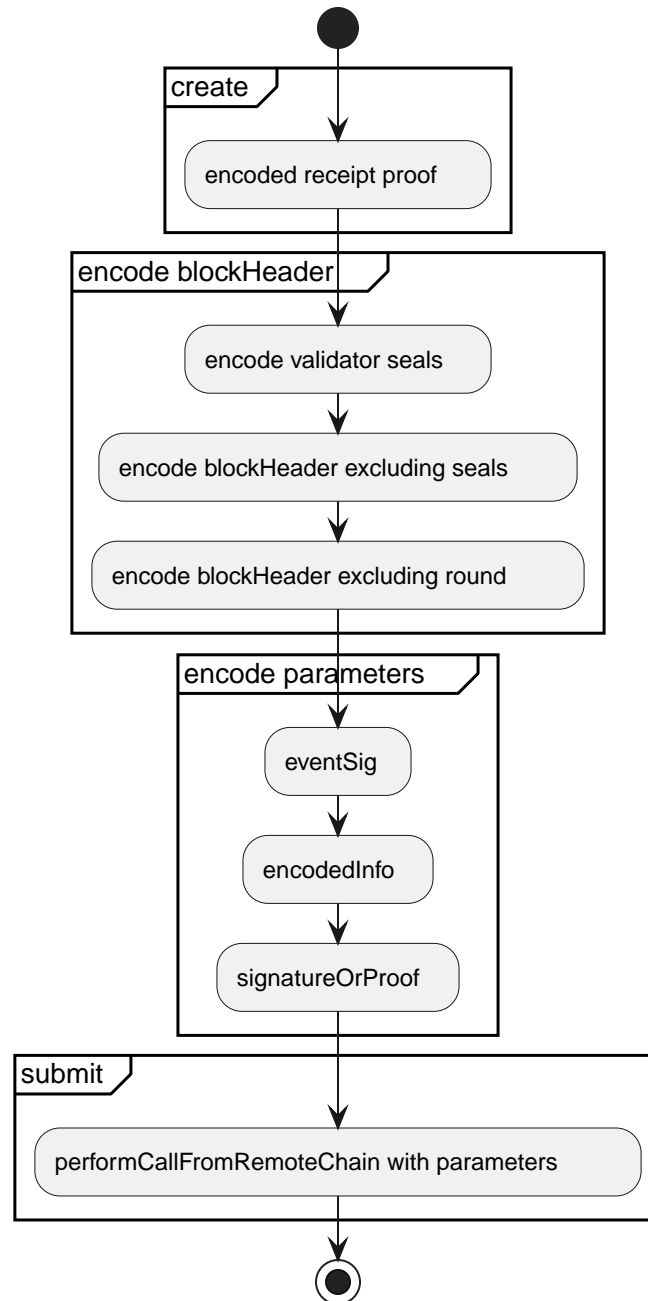 create
encoded receipt proof
encode blockHeader
encode validator seals
encode blockHeader excluding seals
encode blockHeader excluding round
encode parameters
eventSig
encodedInfo
signatureOrProof
submit
performCallFromRemoteChain with parameters